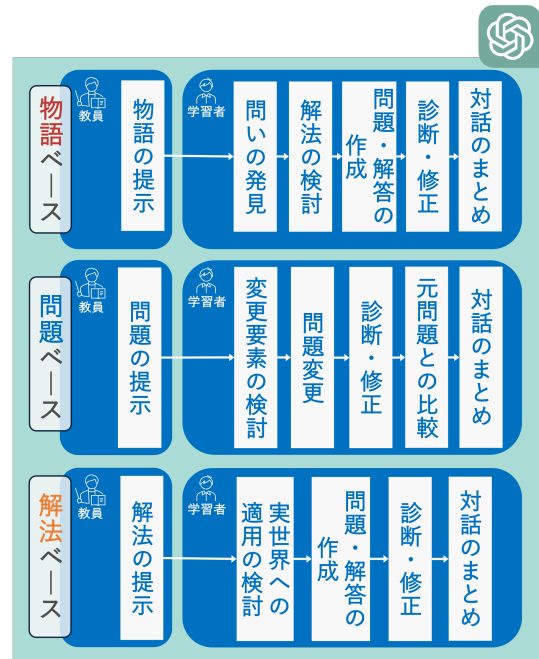 物語ベース
教員
物語の提示
学習者
問いの発見
解法の検討
問題・解答の
作成
診断・修正
対話のまとめ
問題ベース
教員
問題の提示
学習者
変更要素の検討
問題変更
診断・修正
元問題との比較
対話のまとめ
解法ベース
教員
解法の提示
学習者
実世界への
適用の検討
問題・解答の
作成
診断・修正
対話のまとめ